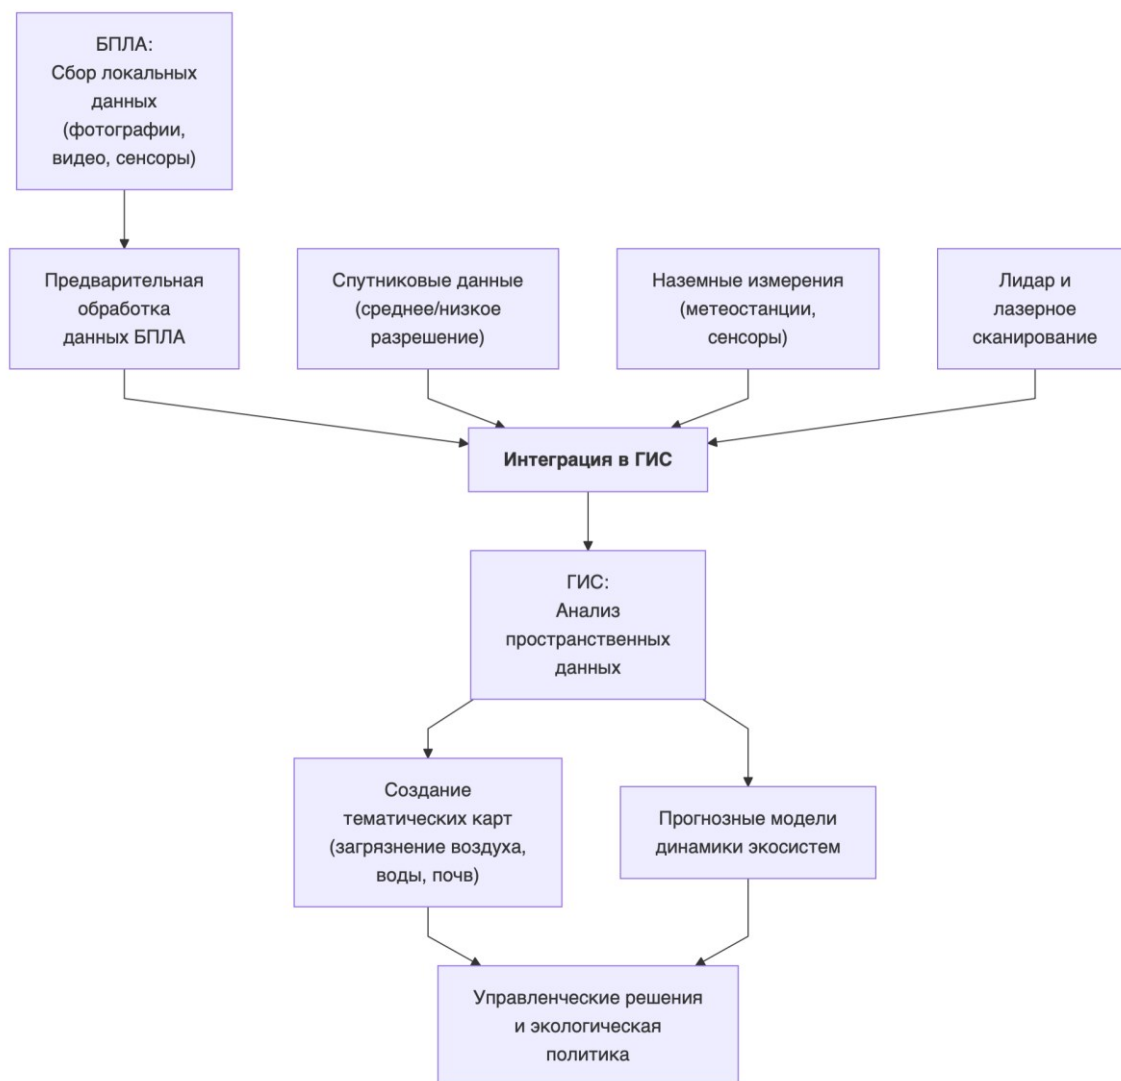 БПЛА:
Сбор локальных
данных
(фотографии,
видео, сенсоры)
Предварительная
обработка
данных БПЛА
Спутниковые данные
(среднее/низкое
разрешение)
Наземные измерения
(метеостанции,
сенсоры)
Лидар и
лазерное
сканирование
Интеграция в ГИС
ГИС:
Анализ
пространственных
данных
Создание
тематических карт
(загрязнение воздуха,
воды, почв)
Прогнозные модели
динамики экосистем
Управленческие решения
и экологическая
политика